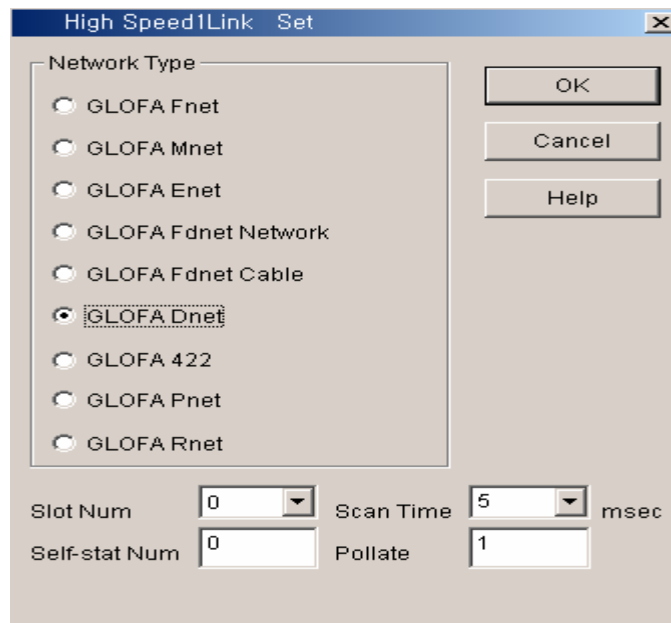 High Speed1Link Set
Network Type
GLOFA Fnet
GLOFA Mnet
GLOFA Enet
GLOFA Fdnet Network
GLOFA Fdnet Cable
GLOFA Dnet
GLOFA 422
GLOFA Pnet
GLOFA Rnet
OK
Cancel
Help
Slot Num 0 Scan Time 5 msec
Self-stat Num 0 Pollate 1